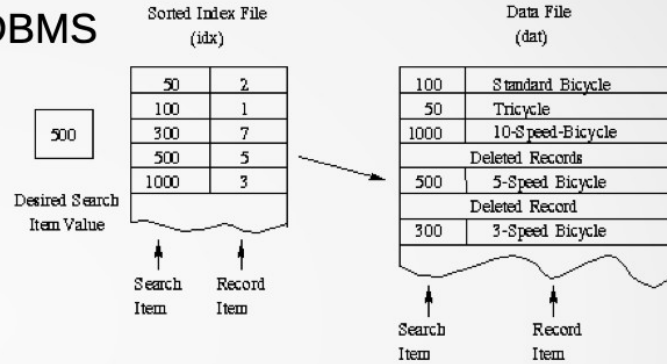 DBMS
Sorted Index File
(idx)
Data File
(dat)
500
Desired Search
Item Value
50 2
100 1
300 7
500 5
1000 3
Search
Item
Record
Item
100 Standard Bicycle
50 Tricycle
1000 10-Speed-Bicycle
Deleted Records
500 5-Speed Bicycle
Deleted Record
300 3-Speed Bicycle
Search
Item
Record
Item